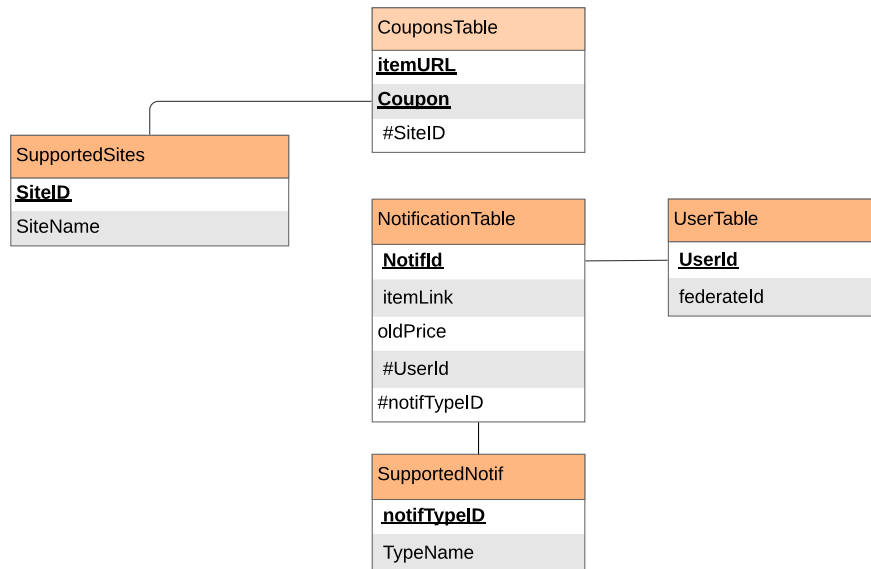 CouponsTable
itemURL
Coupon
#SiteID
SupportedSites
SiteID
SiteName
NotificationTable
NotifId
itemLink
oldPrice
#UserId
#notifTypeID
UserTable
UserId
federateId
SupportedNotif
notifTypeID
TypeName